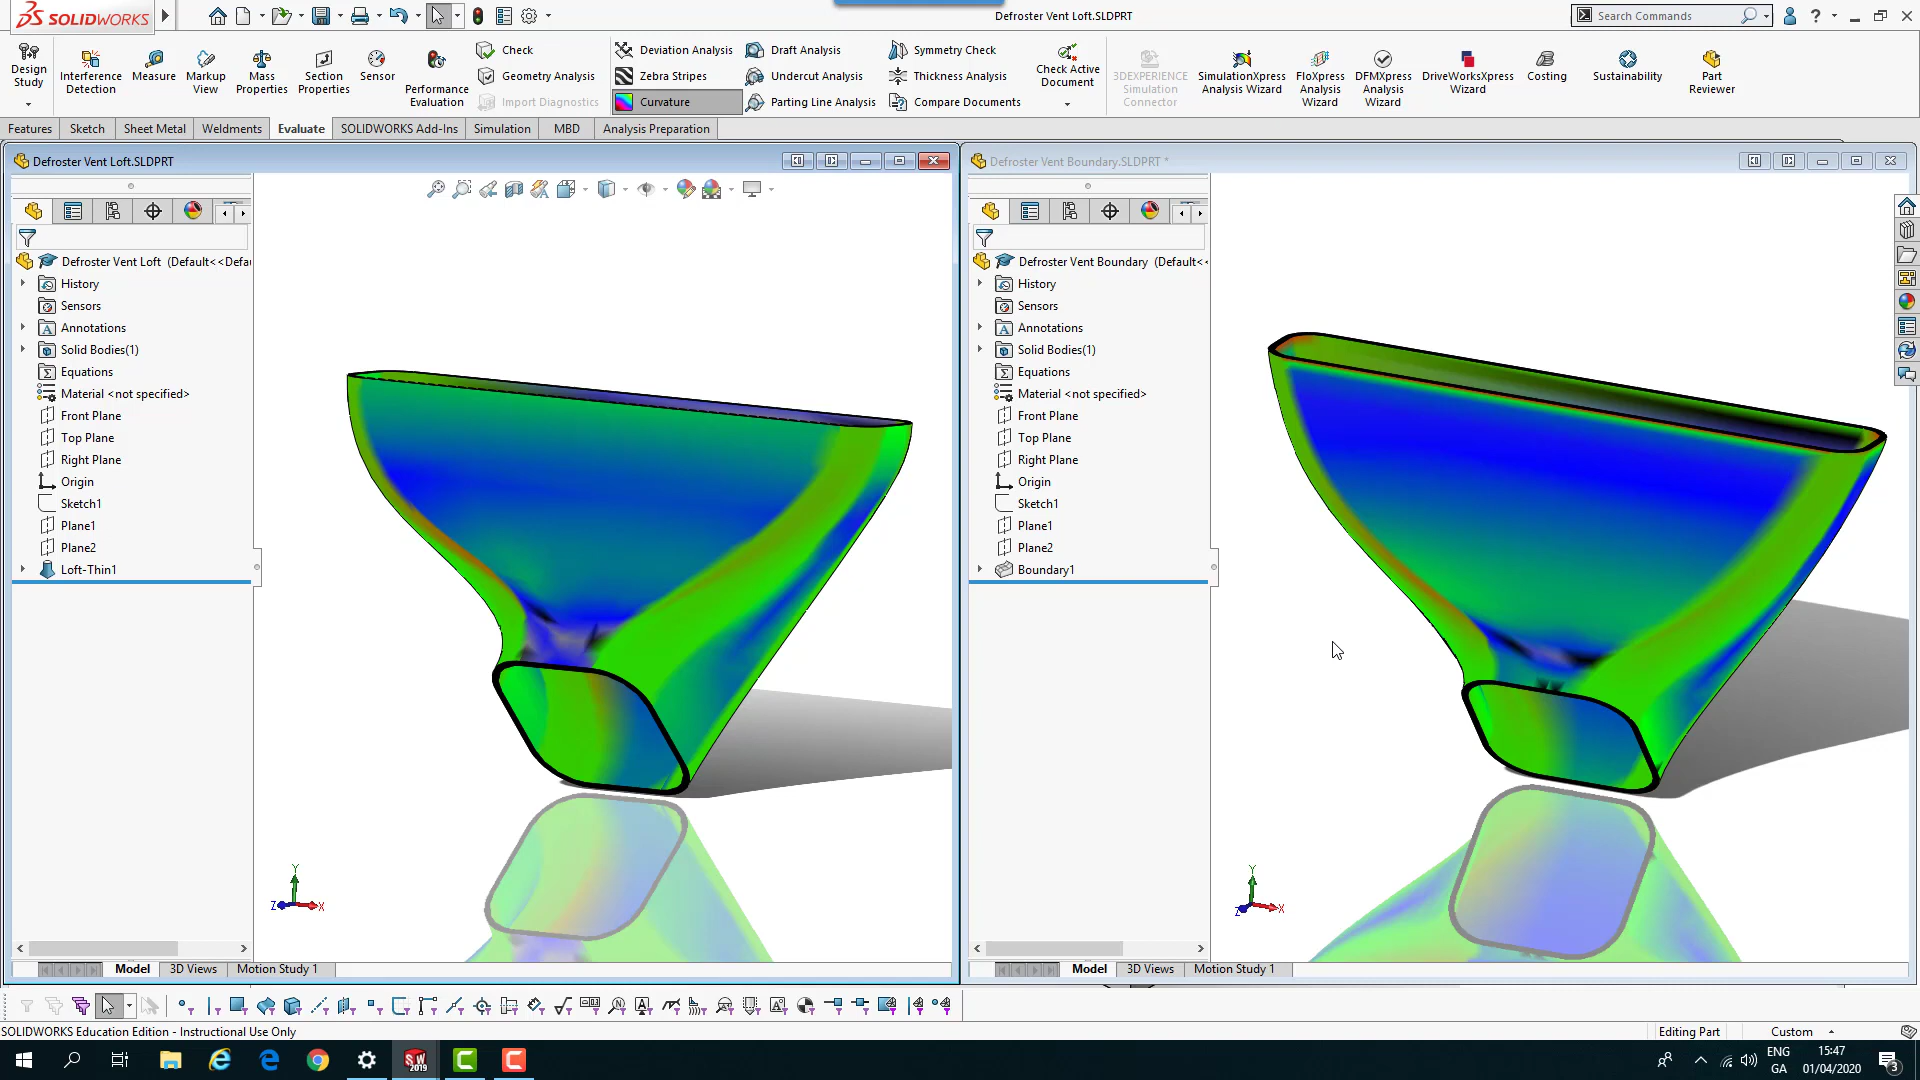 SOLIDWORKS
Defroster Vent Loft.SLDPRT
Search Commands
?
Design Study
Interference Detection
Measure
Markup View
Mass Properties
Section Properties
Sensor
Performance Evaluation
Check
Geometry Analysis
Import Diagnostics
Deviation Analysis
Zebra Stripes
Curvature
Draft Analysis
Undercut Analysis
Parting Line Analysis
Symmetry Check
Thickness Analysis
Compare Documents
Check Active Document
3DEXPERIENCE Simulation Connector
SimulationXpress Analysis Wizard
FloXpress Analysis Wizard
DFMXpress Analysis Wizard
DriveWorksXpress Wizard
Costing
Sustainability
Part Reviewer
Features
Sketch
Sheet Metal
Weldments
Evaluate
SOLIDWORKS Add-Ins
Simulation
MBD
Analysis Preparation
Defroster Vent Loft.SLDPRT
Defroster Vent Loft (Default<<Defau
History
Sensors
Annotations
Solid Bodies(1)
Equations
Material <not specified>
Front Plane
Top Plane
Right Plane
Origin
Sketch1
Plane1
Plane2
Loft-Thin1
Y
Z
X
Model
3D Views
Motion Study 1
Defroster Vent Boundary.SLDPRT *
Defroster Vent Boundary (Default<<
History
Sensors
Annotations
Solid Bodies(1)
Equations
Material <not specified>
Front Plane
Top Plane
Right Plane
Origin
Sketch1
Plane1
Plane2
Boundary1
Y
Z
X
Model
3D Views
Motion Study 1
SOLIDWORKS Education Edition - Instructional Use Only
Editing Part
Custom
SW 2019
ENG
GA
15:47
01/04/2020
3